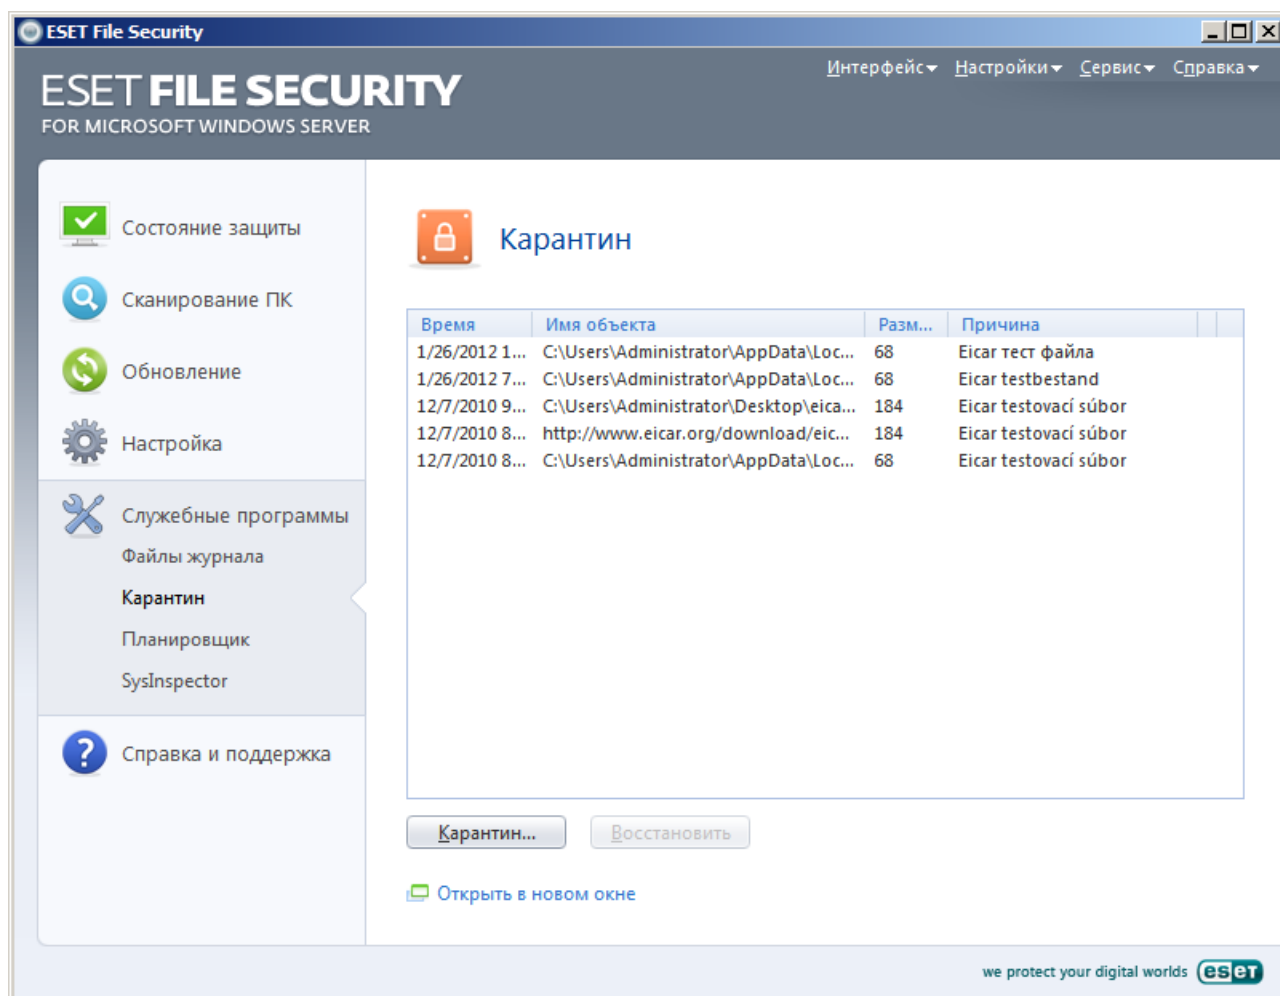 ESET File Security
ESET FILE SECURITY
FOR MICROSOFT WINDOWS SERVER
Интерфейс Настройки Сервис Справка
Состояние защиты
Сканирование ПК
Обновление
Настройка
Служебные программы
Файлы журнала
Карантин
Планировщик
SysInspector
Справка и поддержка
Карантин
Время Имя объекта Разм... Причина
1/26/2012 1... C:\Users\Administrator\AppData\Loc... 68 Eicar тест файла
1/26/2012 7... C:\Users\Administrator\AppData\Loc... 68 Eicar testbestand
12/7/2010 9... C:\Users\Administrator\Desktop\eica... 184 Eicar testovací súbor
12/7/2010 8... http://www.eicar.org/download/eic... 184 Eicar testovací súbor
12/7/2010 8... C:\Users\Administrator\AppData\Loc... 68 Eicar testovací súbor
Карантин... Восстановить
Открыть в новом окне
we protect your digital worlds eset